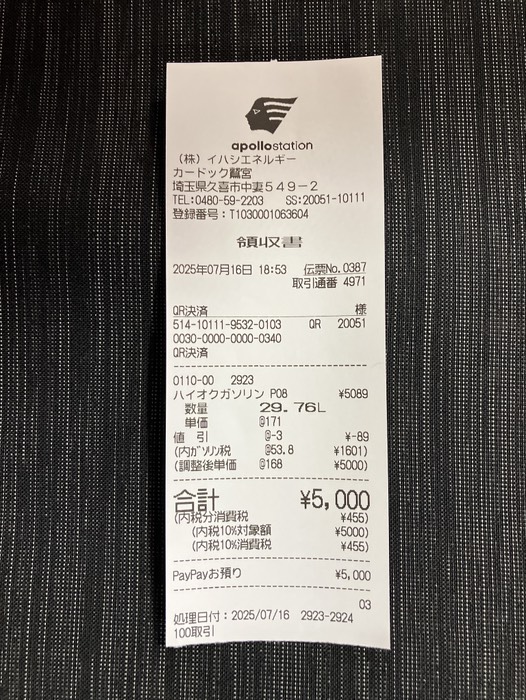 apollostation
(株)イハシエネルギー
カードック鷲宮
埼玉県久喜市中妻549-2
TEL:0480-59-2203 SS:20051-10111
登録番号:T1030001063604
領収書
2025年07月16日 18:53 伝票No.0387
取引通番 4971
QR決済 様
514-10111-9532-0103 QR 20051
0030-0000-0000-0340
QR決済
0110-00 2923
ハイオクガソリン P08 ¥5089
数量 29.76L
単価 @171
値 引 @-3 ¥-89
(内ガソリン税 @53.8 ¥1601)
(調整後単価 @168 ¥5000)
合計 ¥5,000
(内税分消費税 ¥455)
(内税10%対象額 ¥5000)
(内税10%消費税 ¥455)
PayPayお預り ¥5,000
03
処理日付:2025/07/16 2923-2924
100取引